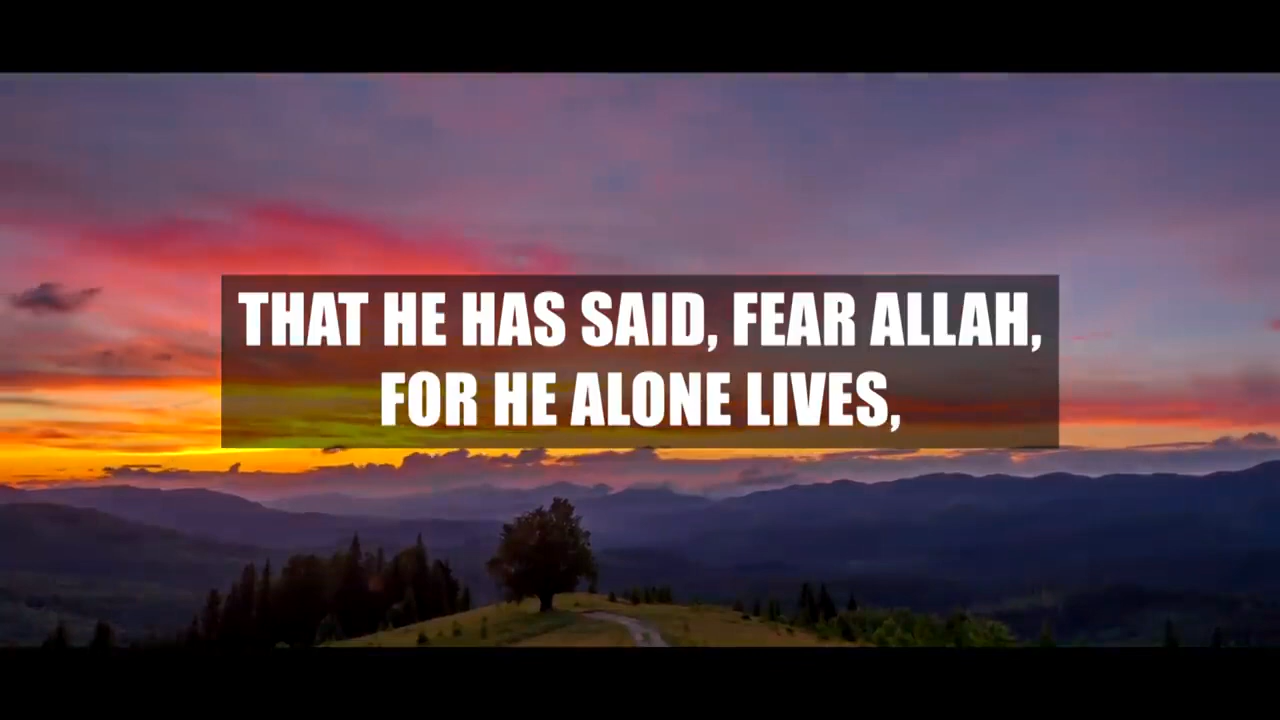 THAT HE HAS SAID, FEAR ALLAH,
FOR HE ALONE LIVES,